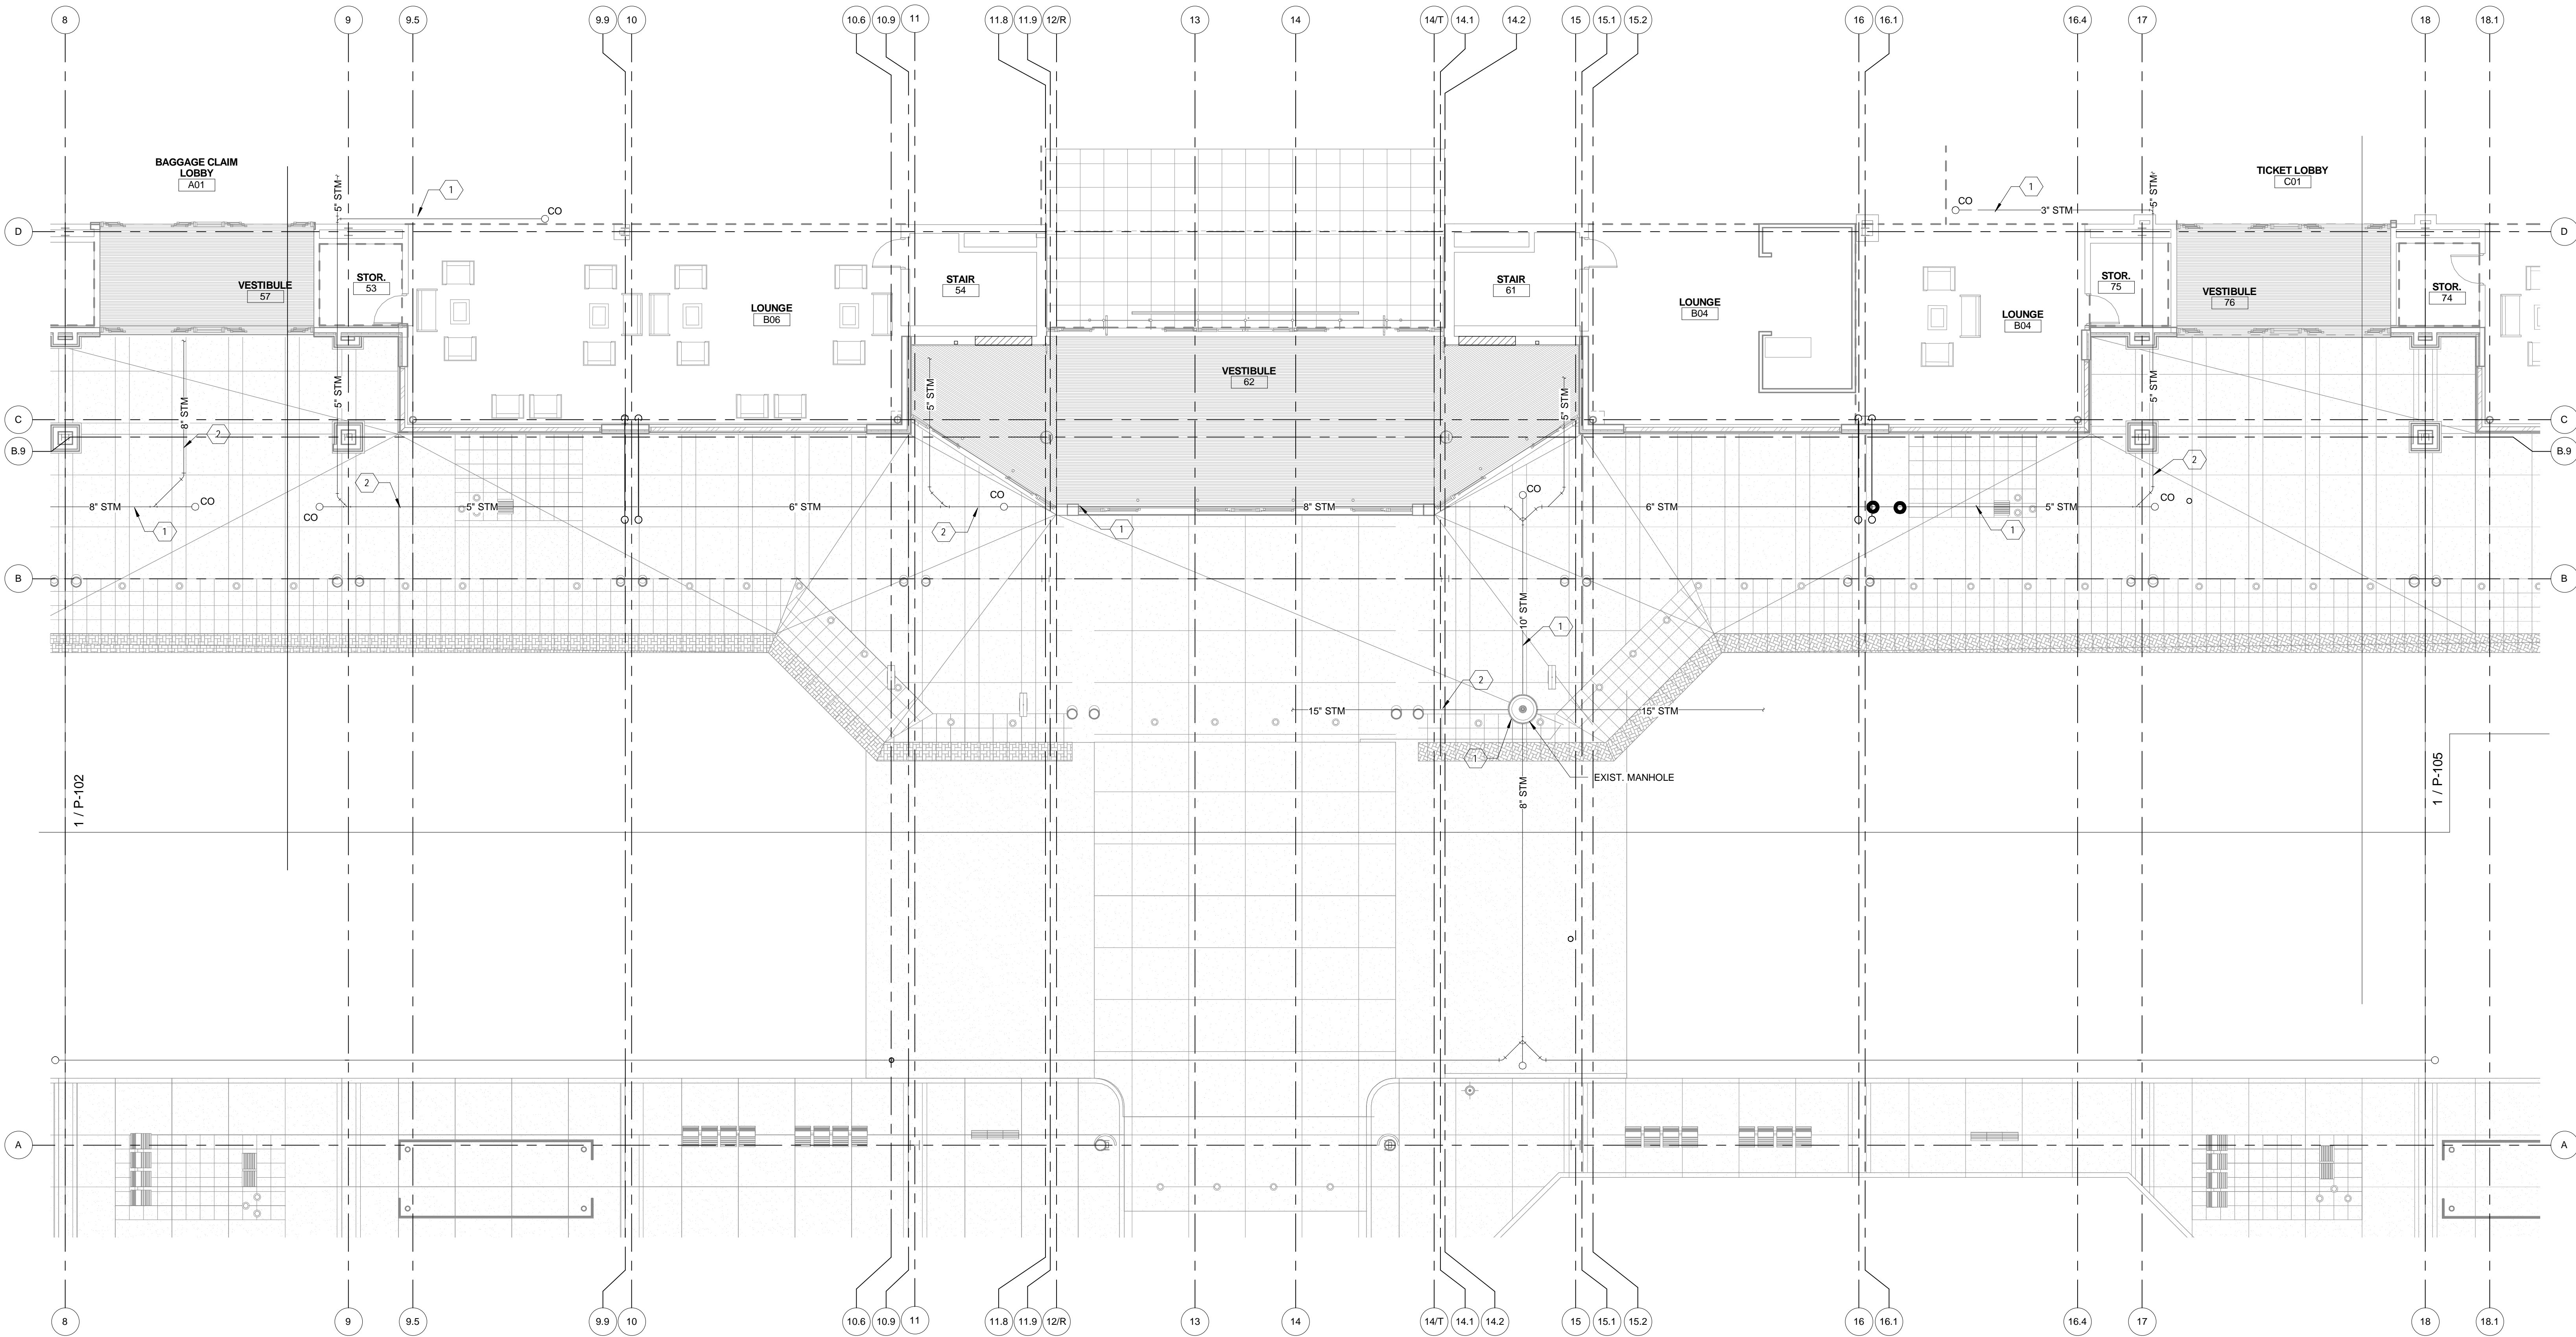 8
9
9.5
9.9
10
10.6
10.9
11
11.8
11.9
12/R
13
14
14/T
14.1
14.2
15
15.1
15.2
16
16.1
16.4
17
18
18.1
BAGGAGE CLAIM
LOBBY
A01
TICKET LOBBY
C01
5" STM
1
CO
CO
1
3" STM
5" STM
D
D
VESTIBULE
57
STOR.
53
LOUNGE
B06
STAIR
54
STAIR
61
LOUNGE
B04
LOUNGE
B04
STOR.
75
VESTIBULE
76
STOR.
74
VESTIBULE
62
8" STM
5" STM
5" STM
5" STM
5" STM
C
C
2
B.9
B.9
2
2
8" STM
CO
CO
5" STM
6" STM
CO
8" STM
CO
6" STM
5" STM
CO
1
2
1
1
B
B
10" STM
1
2
15" STM
15" STM
1
EXIST. MANHOLE
8" STM
1 / P-102
1 / P-105
A
A
8
9
9.5
9.9
10
10.6
10.9
11
11.8
11.9
12/R
13
14
14/T
14.1
14.2
15
15.1
15.2
16
16.1
16.4
17
18
18.1